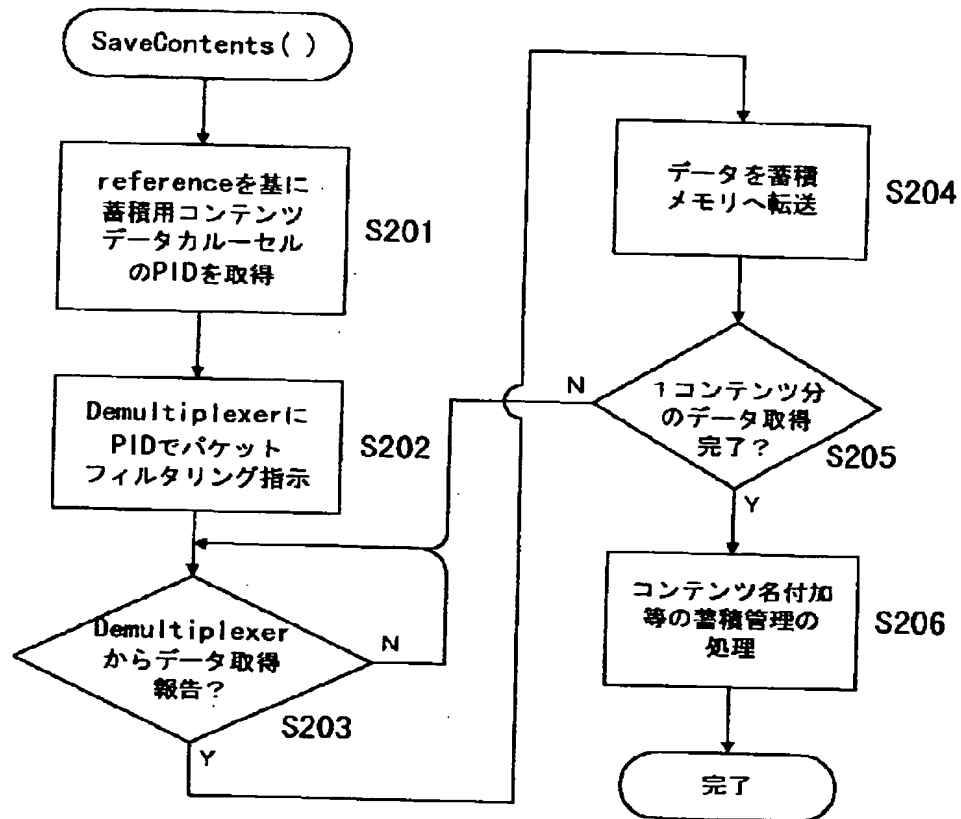 SaveContents( )
referenceを基に
蓄積用コンテンツ
データカルーセル
のPIDを取得
S201
Demultiplexerに
PIDでパケット
フィルタリング指示
S202
Demultiplexer
からデータ取得
報告？
N
S203
Y
データを蓄積
メモリへ転送
S204
N
1コンテンツ分
のデータ取得
完了？
S205
Y
コンテンツ名付加
等の蓄積管理の
処理
S206
完了